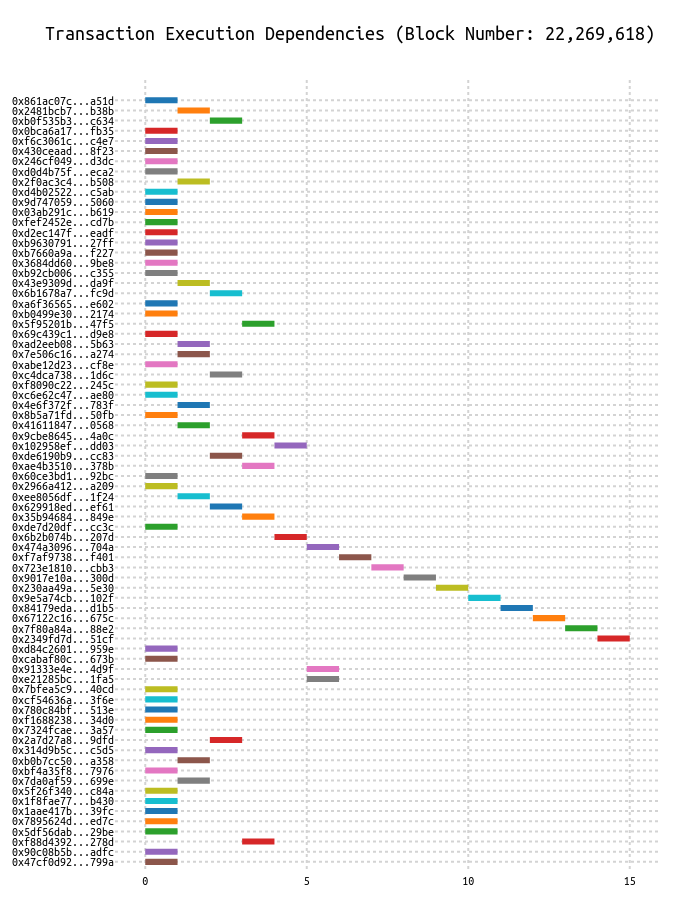 Transaction Execution Dependencies (Block Number: 22,269,618)
0x861ac07c...a51d
0x2481bcb7...b38b
0xb0f535b3...c634
0x0bca6a17...fb35
0xf6c3061c...c4e7
0x430ceaad...8f23
0x246cf049...d3dc
0xd0d4b75f...eca2
0x2f0ac3c4...b508
0xd4b02522...c5ab
0x9d747059...5060
0x03ab291c...b619
0xfef2452e...cd7b
0xd2ec147f...eadf
0xb9630791...27ff
0xb7660a9a...f227
0x3684dd60...9be8
0xb92cb006...c355
0x43e9309d...da9f
0x6b1678a7...fc9d
0xa6f36565...e602
0xb0499e30...2174
0x5f95201b...47f5
0x69c439c1...d9e8
0xad2eeb08...5b63
0x7e506c16...a274
0xabe12d23...cf8e
0xc4dca738...1d6c
0xf8090c22...245c
0xc6e62c47...ae80
0x4e6f372f...783f
0x8b5a71fd...50fb
0x41611847...0568
0x9cbe8645...4a0c
0x102958ef...dd03
0xde6190b9...cc83
0xae4b3510...378b
0x60ce3bd1...92bc
0x2966a412...a209
0xee8056df...1f24
0x629918ed...ef61
0x35b94684...849e
0xde7d20df...cc3c
0x6b2b074b...207d
0x474a3096...704a
0xf7af9738...f401
0x723e1810...cbb3
0x9017e10a...300d
0x230aa49a...5e30
0x9e5a74cb...102f
0x84179eda...d1b5
0x67122c16...675c
0x7f80a84a...88e2
0x2349fd7d...51cf
0xd84c2601...959e
0xcabaf80c...673b
0x91333e4e...4d9f
0xe21285bc...1fa5
0x7bfea5c9...40cd
0xcf54636a...3f6e
0x780c84bf...513e
0xf1688238...34d0
0x7324fcae...3a57
0x2a7d27a8...9dfd
0x314d9b5c...c5d5
0xb0b7cc50...a358
0xbf4a35f8...7976
0x7da0af59...699e
0x5f26f340...c84a
0x1f8fae77...b430
0x1aae417b...39fc
0x7895624d...ed7c
0x5df56dab...29be
0xf88d4392...278d
0x90c08b5b...adfc
0x47cf0d92...799a
0 5 10 15